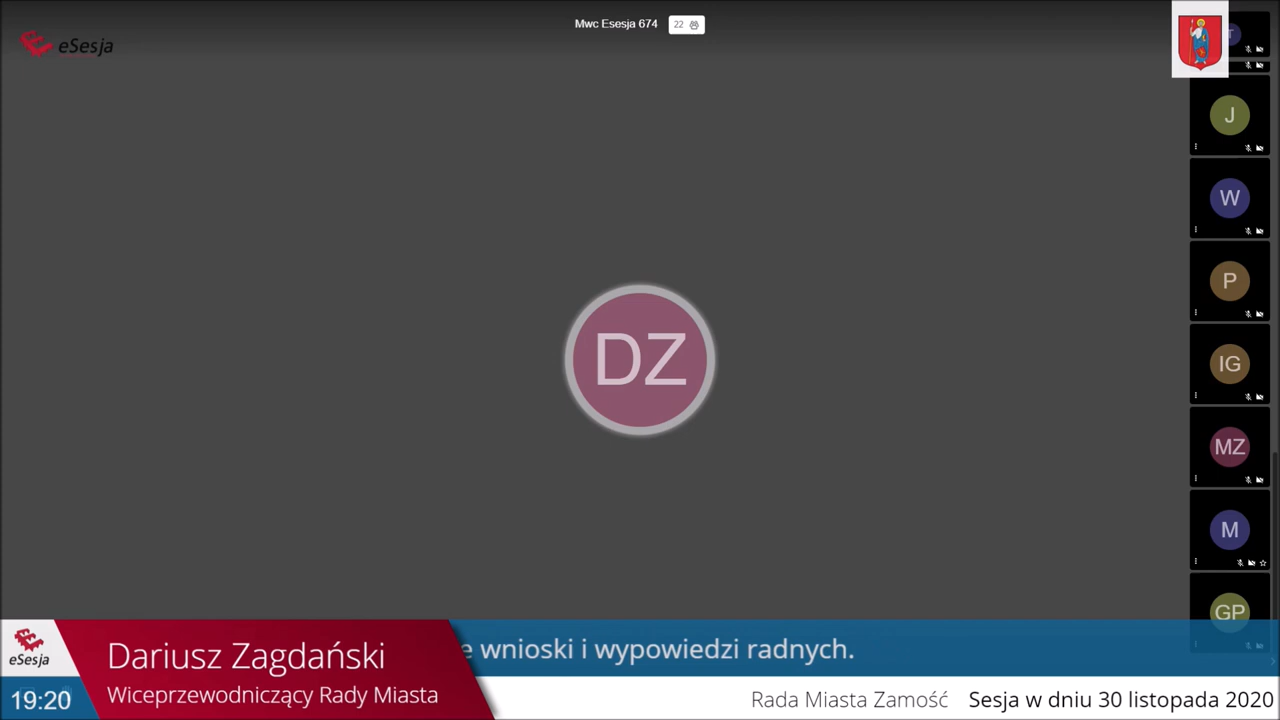 Mwc Esesja 674 22
eSesja
T
J
W
P
IG
MZ
M
GP
DZ
e wnioski i wypowiedzi radnych.
Dariusz Zagdański
Wiceprzewodniczący Rady Miasta
eSesja
19:20
Rada Miasta Zamość Sesja w dniu 30 listopada 2020